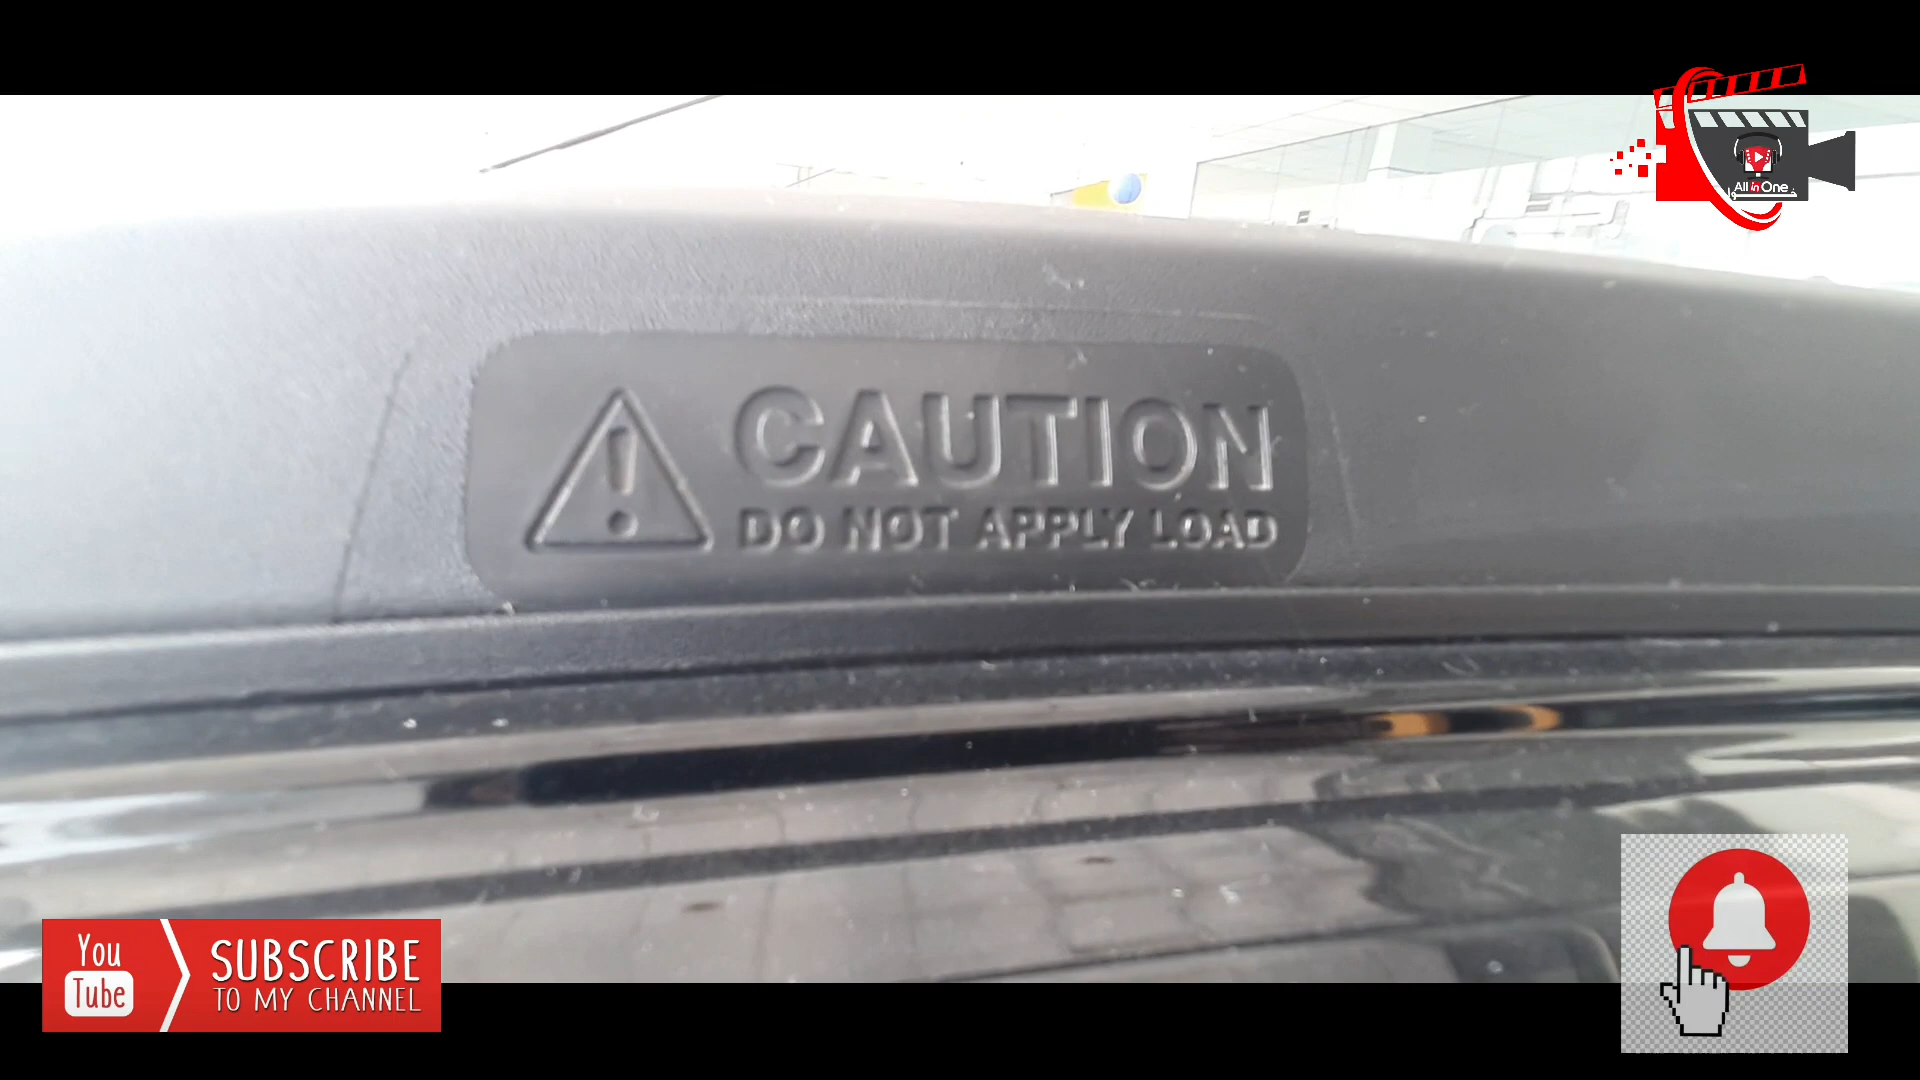 All in One
CAUTION
DO NOT APPLY LOAD
You
Tube
SUBSCRIBE
TO MY CHANNEL